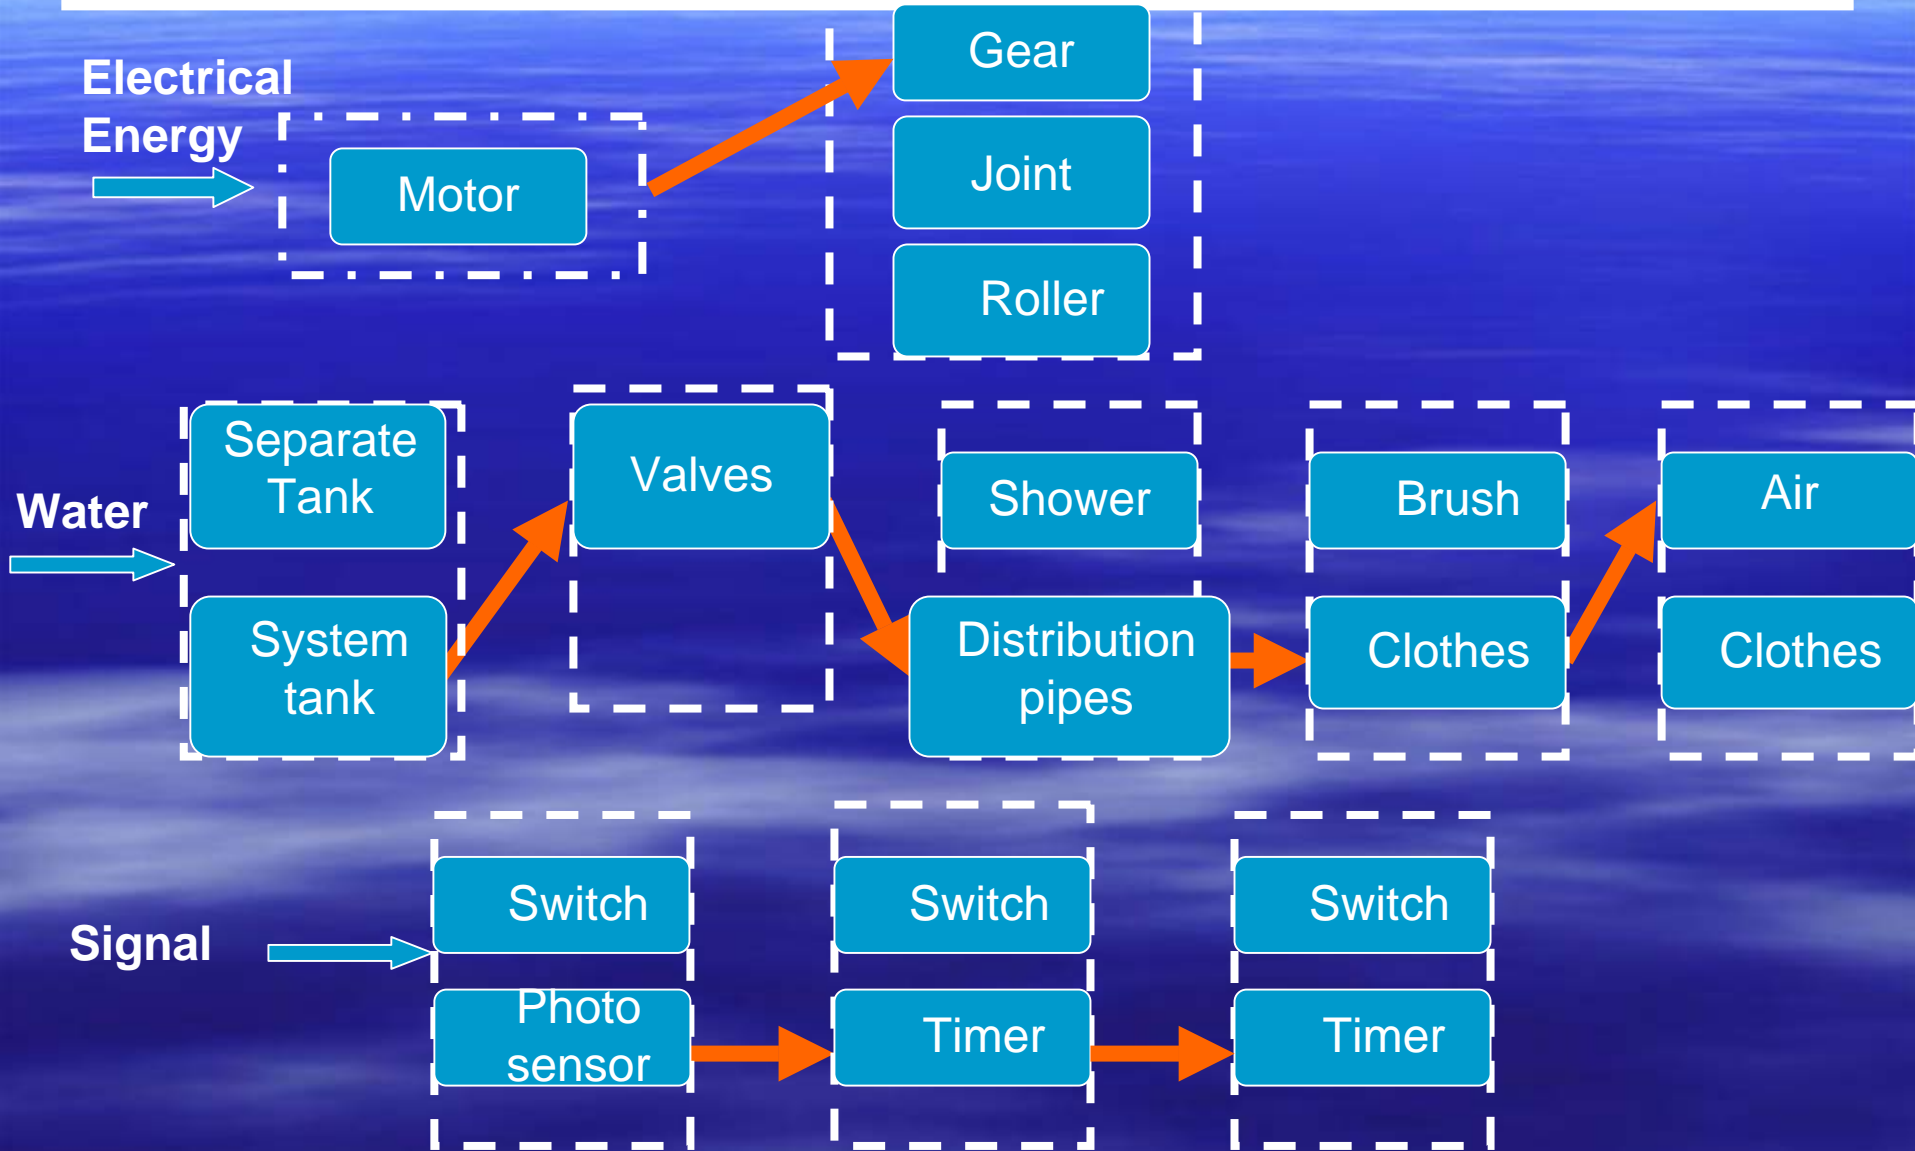 Electrical
Energy
Motor
Gear
Joint
Roller
Water
Separate
Tank
System
tank
Valves
Shower
Distribution
pipes
Brush
Clothes
Air
Clothes
Signal
Switch
Photo
sensor
Switch
Timer
Switch
Timer